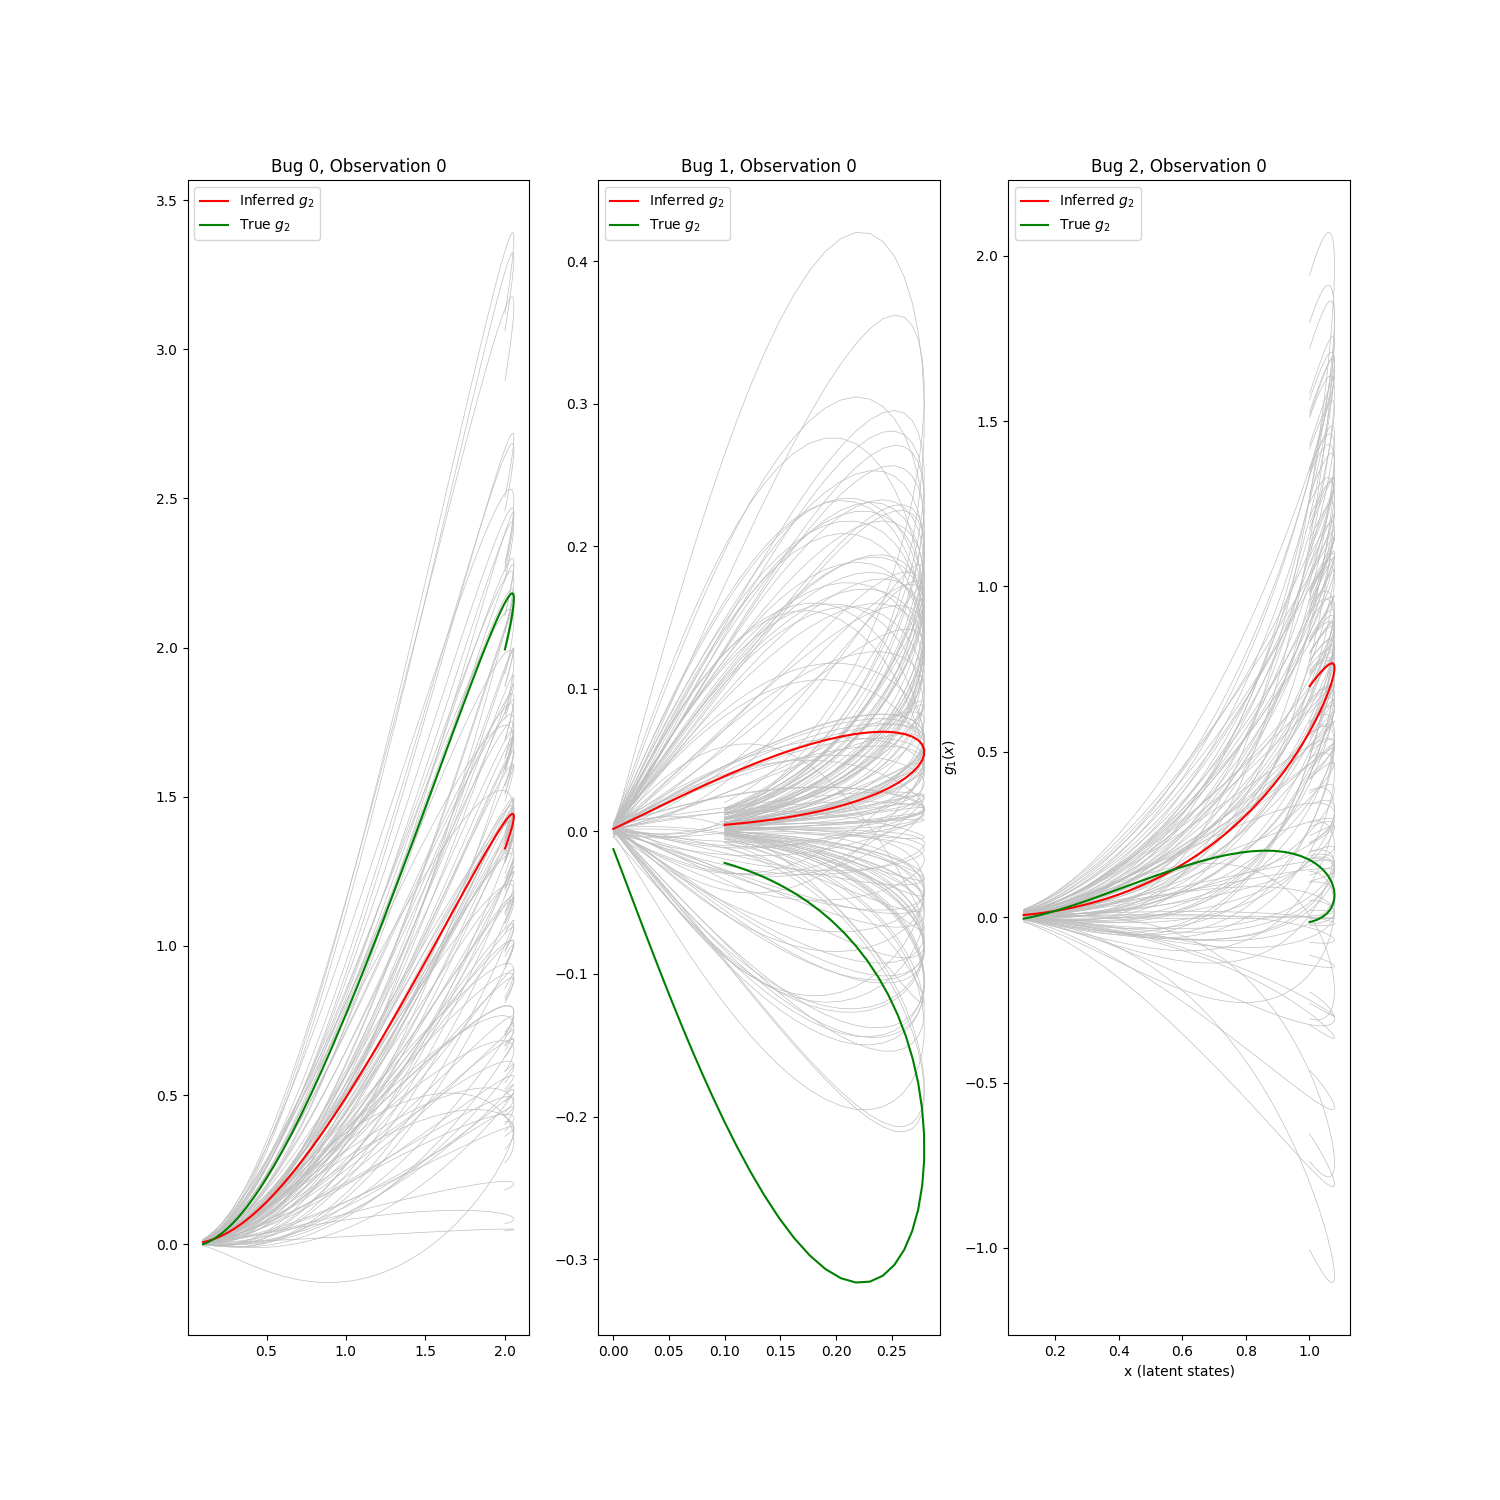 Bug 0, Observation 0
Inferred g₂
True g₂
3.5
3.0
2.5
2.0
1.5
1.0
0.5
0.0
0.5 1.0 1.5 2.0
Bug 1, Observation 0
Inferred g₂
True g₂
0.4
0.3
0.2
0.1
0.0
−0.1
−0.2
−0.3
0.00 0.05 0.10 0.15 0.20 0.25
Bug 2, Observation 0
Inferred g₂
True g₂
g₁(x)
2.0
1.5
1.0
0.5
0.0
−0.5
−1.0
0.2 0.4 0.6 0.8 1.0
x (latent states)